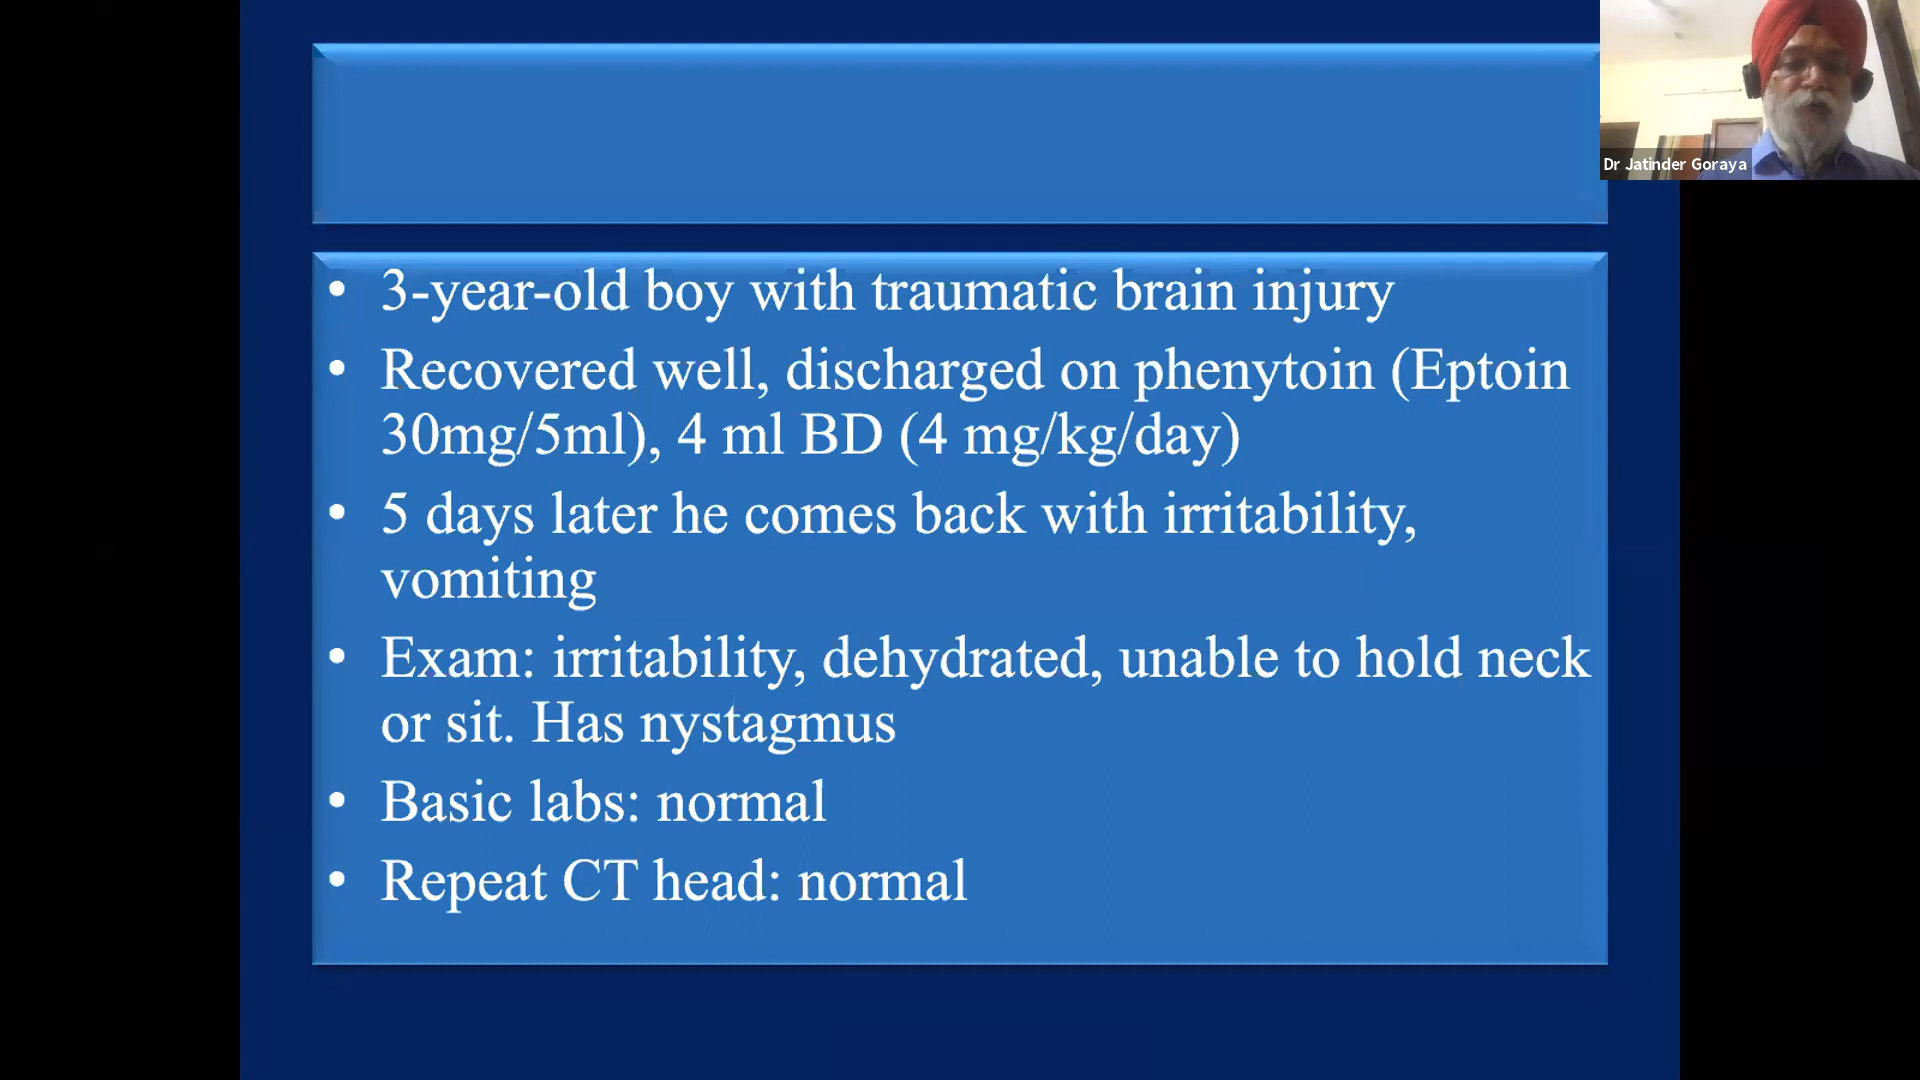 Dr Jatinder Goraya
• 3-year-old boy with traumatic brain injury
• Recovered well, discharged on phenytoin (Eptoin
30mg/5ml), 4 ml BD (4 mg/kg/day)
• 5 days later he comes back with irritability,
vomiting
• Exam: irritability, dehydrated, unable to hold neck
or sit. Has nystagmus
• Basic labs: normal
• Repeat CT head: normal